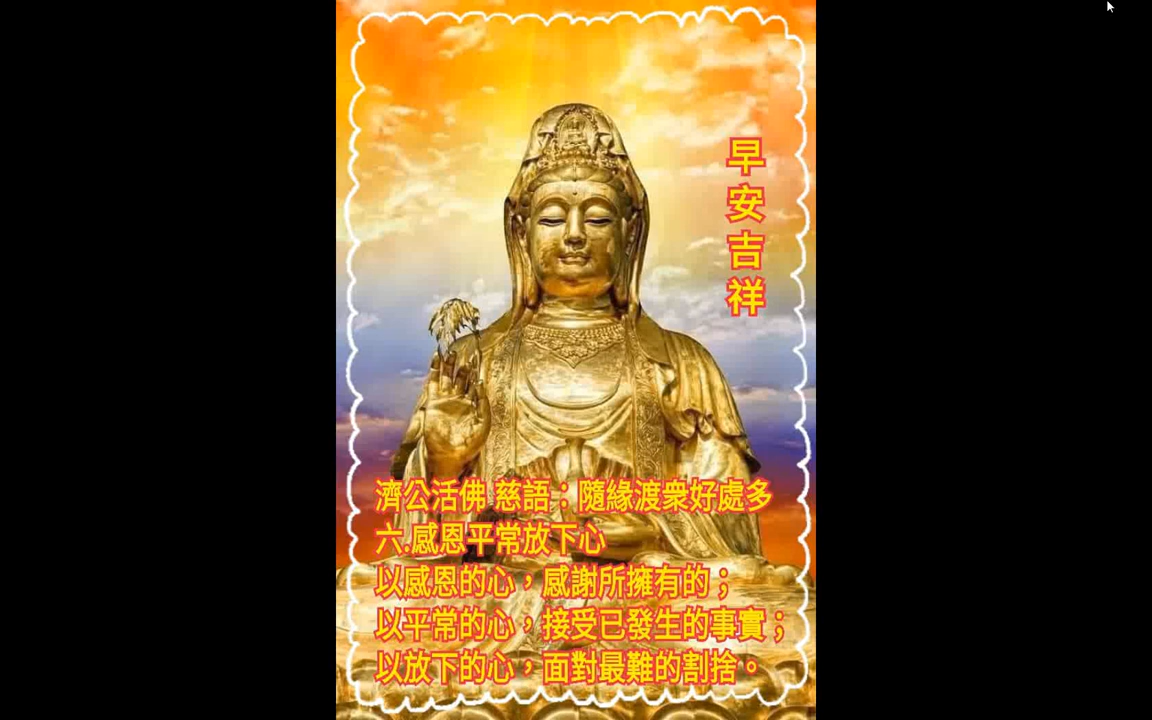 早安吉祥
濟公活佛 慈語：隨緣渡衆好處多
六.感恩平常放下心
以感恩的心，感謝所擁有的；
以平常的心，接受已發生的事實；
以放下的心，面對最難的割捨。